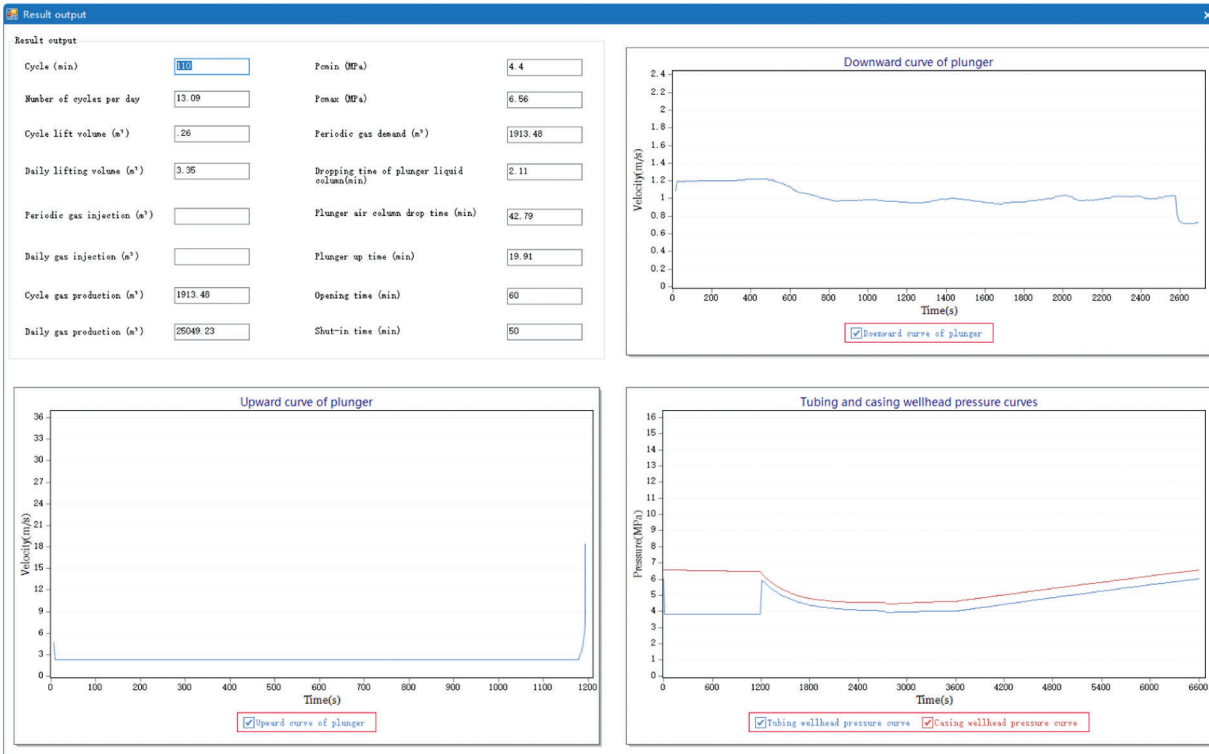 Result output
Result output
Cycle (min) 110 Pcmin (MPa) 4.4
Number of cycles per day 13.09 Pcmax (MPa) 6.56
Cycle lift volume (m³) .26 Periodic gas demand (m³) 1913.48
Daily lifting volume (m³) 3.35 Dropping time of plunger liquid
column(min) 2.11
Periodic gas injection (m³) Plunger air column drop time (min) 42.79
Daily gas injection (m³) Plunger up time (min) 19.91
Cycle gas production (m³) 1913.48 Opening time (min) 60
Daily gas production (m³) 25049.23 Shut-in time (min) 50
Downward curve of plunger
Velocity(m/s)
2.4
2.2
2
1.8
1.6
1.4
1.2
1
0.8
0.6
0.4
0.2
0
0 200 400 600 800 1000 1200 1400 1600 1800 2000 2200 2400 2600
Time(s)
Downward curve of plunger
Upward curve of plunger
Velocity(m/s)
36
33
30
27
24
21
18
15
12
9
6
3
0
0 100 200 300 400 500 600 700 800 900 1000 1100 1200
Time(s)
Upward curve of plunger
Tubing and casing wellhead pressure curves
Pressure(MPa)
16
15
14
13
12
11
10
9
8
7
6
5
4
3
2
1
0
0 600 1200 1800 2400 3000 3600 4200 4800 5400 6000 6600
Time(s)
Tubing wellhead pressure curve Casing wellhead pressure curve